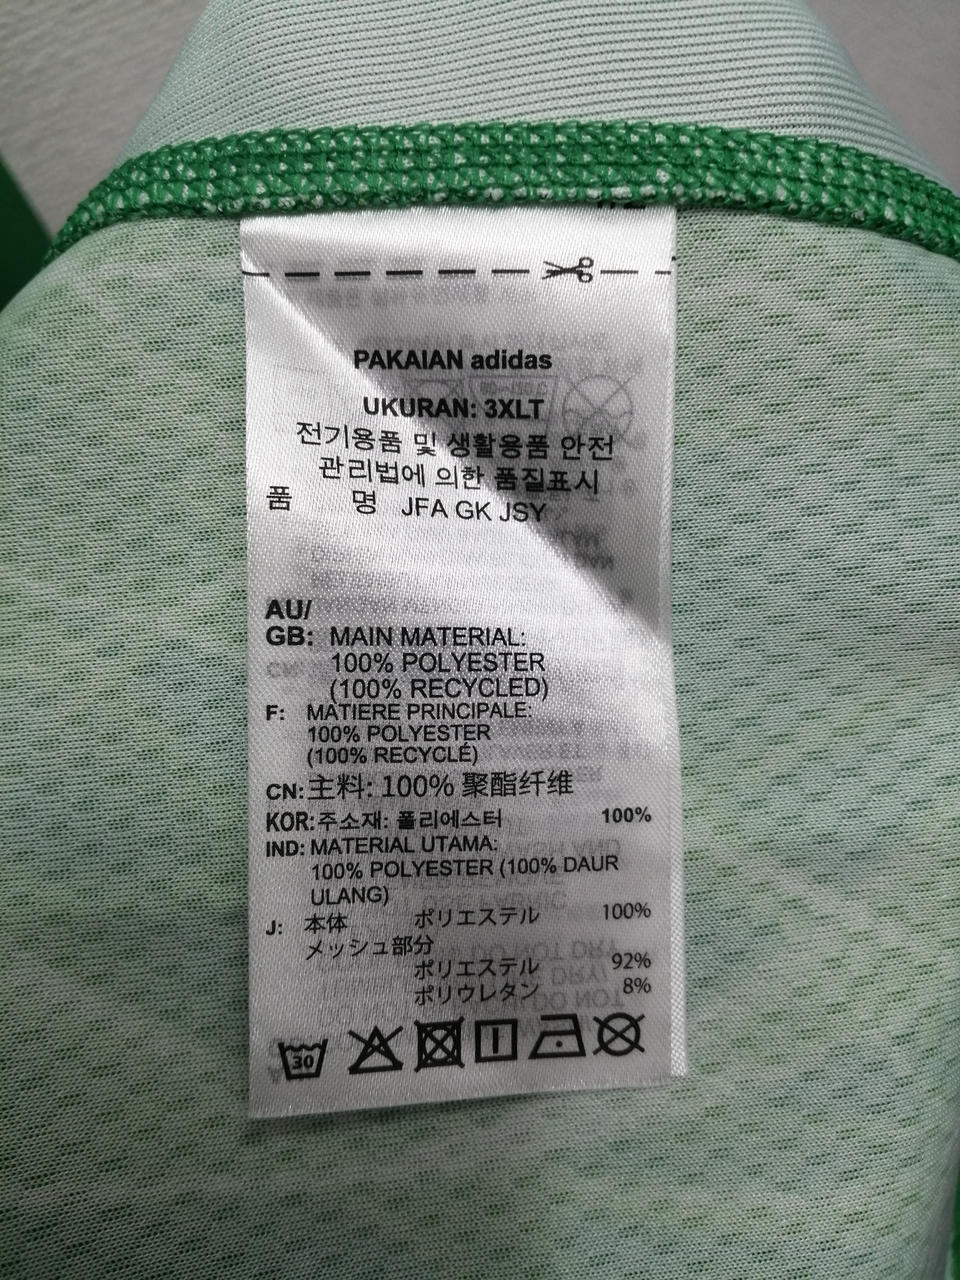 PAKAIAN adidas
UKURAN: 3XLT
전기용품 및 생활용품 안전
관리법에 의한 품질표시
품 명 JFA GK JSY
AU/
GB: MAIN MATERIAL:
100% POLYESTER
(100% RECYCLED)
F: MATIERE PRINCIPALE:
100% POLYESTER
(100% RECYCLÉ)
CN: 主料: 100% 聚酯纤维
KOR: 주소재: 폴리에스터 100%
IND: MATERIAL UTAMA:
100% POLYESTER (100% DAUR
ULANG)
J: 本体 ポリエステル 100%
メッシュ部分
ポリエステル 92%
ポリウレタン 8%
30